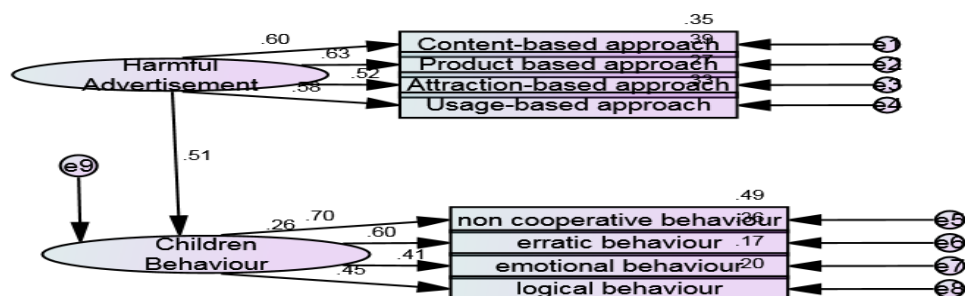 .35
.60
Content-based approach
.39
e1
Harmful
Advertisement
.63
Product based approach
.27
e2
.52
Attraction-based approach
.33
e3
.58
Usage-based approach
e4
.51
e9
.49
.26
.70
non cooperative behaviour
.36
e5
Children
Behaviour
.60
erratic behaviour
.17
e6
.41
emotional behaviour
.20
e7
.45
logical behaviour
e8